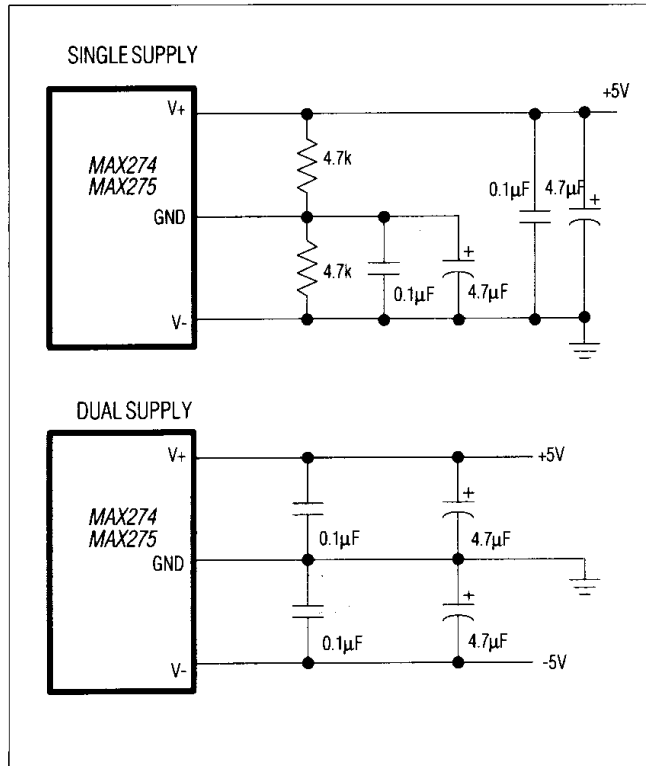 SINGLE SUPPLY
V+
+5V
MAX274
MAX275
4.7k
0.1µF
4.7µF
+
GND
+
4.7k
0.1µF
4.7µF
V-
DUAL SUPPLY
V+
+5V
MAX274
MAX275
+
0.1µF
4.7µF
GND
+
0.1µF
4.7µF
V-
-5V